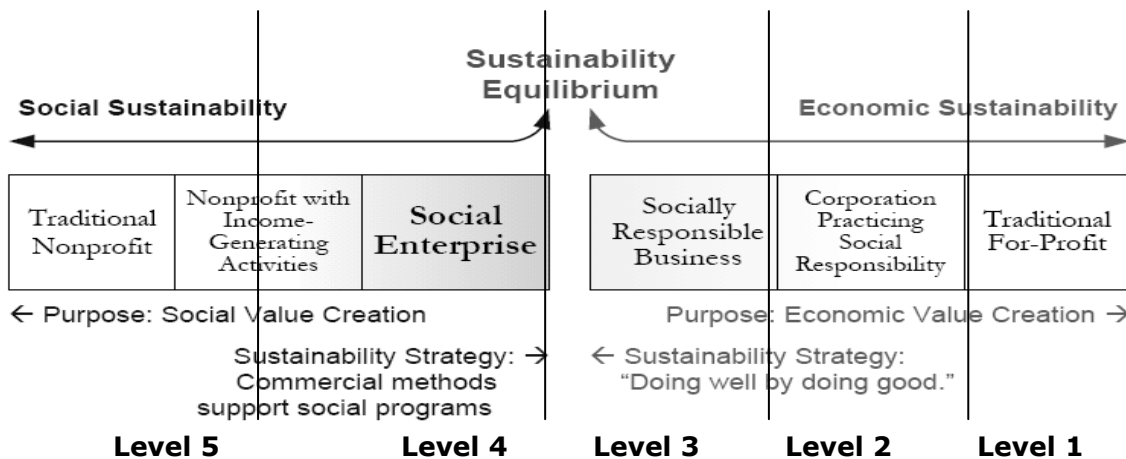 Sustainability
Equilibrium
Social Sustainability
Economic Sustainability
Traditional
Nonprofit
Nonprofit with
Income-
Generating
Activities
Social
Enterprise
Socially
Responsible
Business
Corporation
Practicing
Social
Responsibility
Traditional
For-Profit
← Purpose: Social Value Creation
Purpose: Economic Value Creation →
Sustainability Strategy: →
Commercial methods
support social programs
← Sustainability Strategy:
“Doing well by doing good.”
Level 5
Level 4
Level 3
Level 2
Level 1